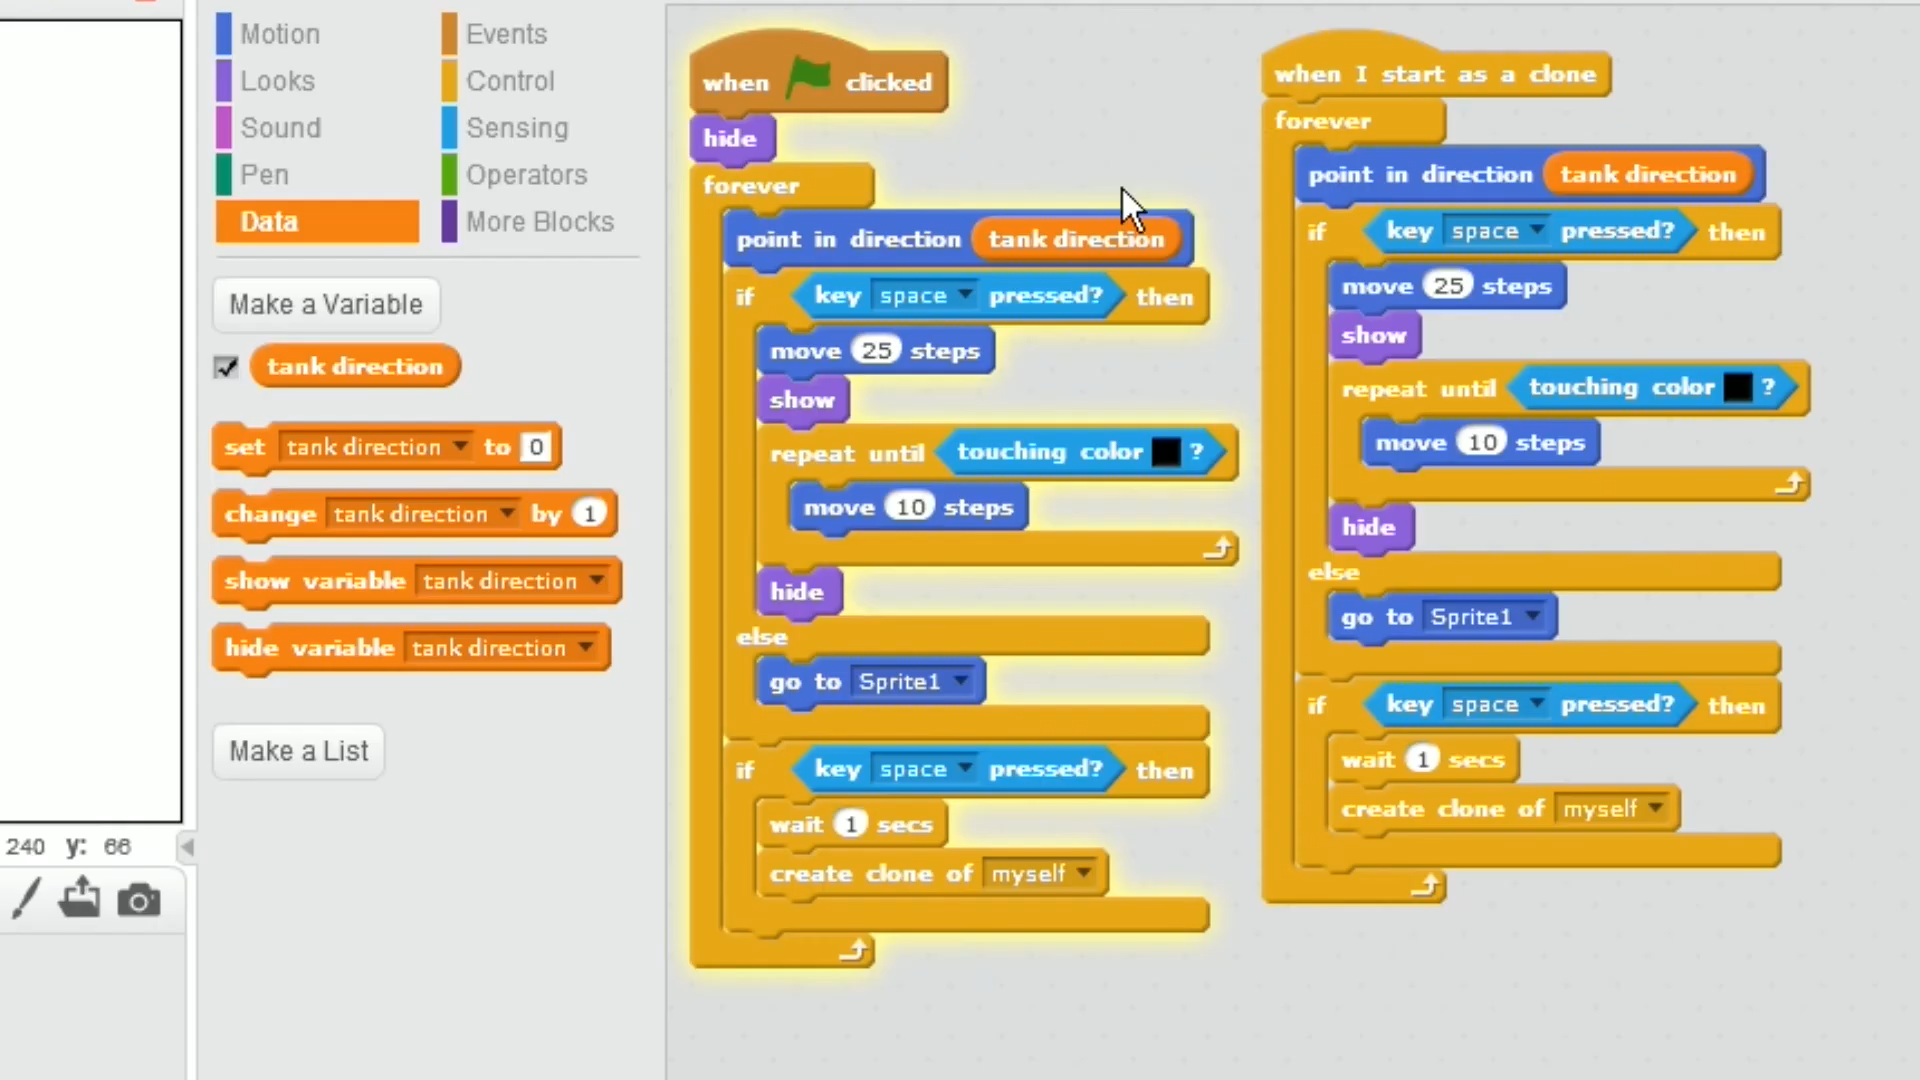 Motion
Looks
Sound
Pen
Data
Events
Control
Sensing
Operators
More Blocks
Make a Variable
tank direction
set tank direction to 0
change tank direction by 1
show variable tank direction
hide variable tank direction
Make a List
240 y: 66
when clicked
hide
forever
point in direction tank direction
if key space pressed? then
move 25 steps
show
repeat until touching color ?
move 10 steps
hide
else
go to Sprite1
if key space pressed? then
wait 1 secs
create clone of myself
when I start as a clone
forever
point in direction tank direction
if key space pressed? then
move 25 steps
show
repeat until touching color ?
move 10 steps
hide
else
go to Sprite1
if key space pressed? then
wait 1 secs
create clone of myself